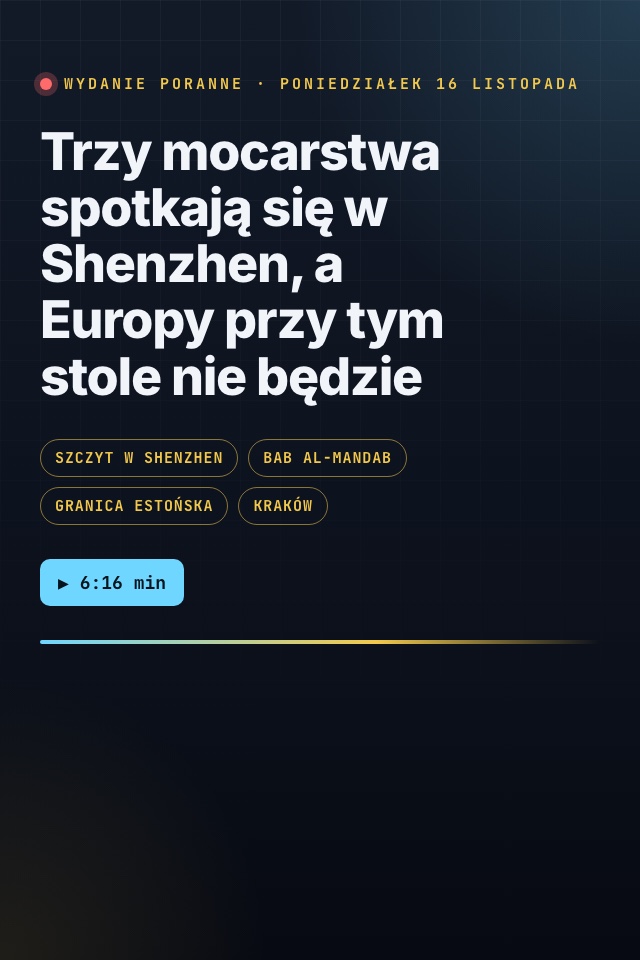 WYDANIE PORANNE · PONIEDZIAŁEK 16 LISTOPADA
Trzy mocarstwa
spotkają się w
Shenzhen, a
Europy przy tym
stole nie będzie
SZCZYT W SHENZHEN BAB AL-MANDAB
GRANICA ESTOŃSKA KRAKÓW
▶ 6:16 min